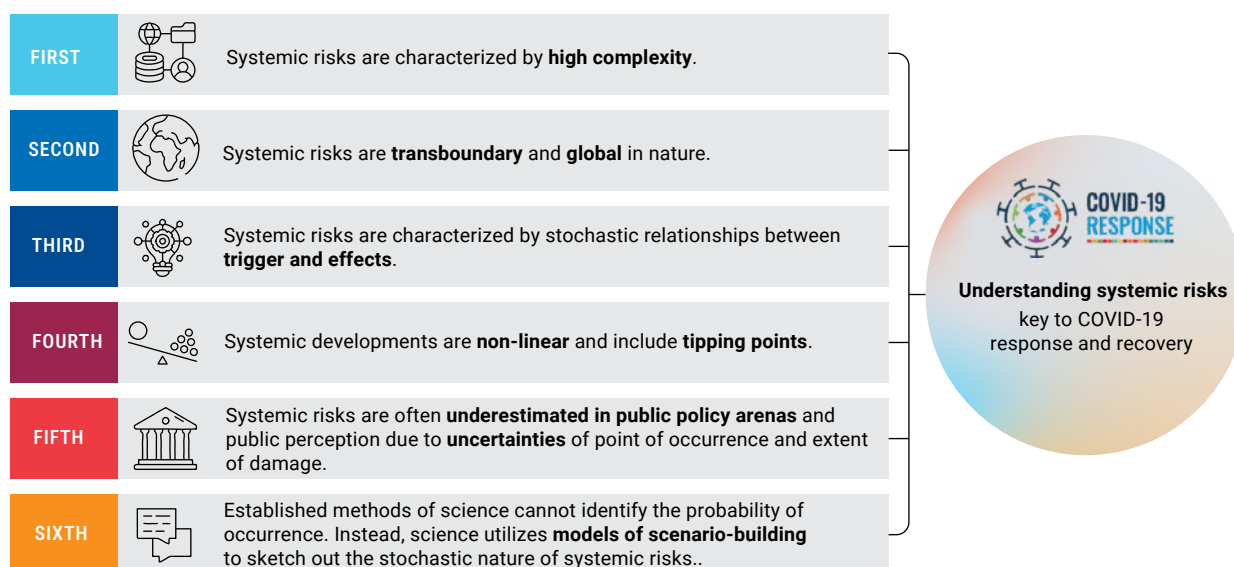 FIRST
Systemic risks are characterized by high complexity.
SECOND
Systemic risks are transboundary and global in nature.
THIRD
Systemic risks are characterized by stochastic relationships between
trigger and effects.
FOURTH
Systemic developments are non-linear and include tipping points.
FIFTH
Systemic risks are often underestimated in public policy arenas and
public perception due to uncertainties of point of occurrence and extent
of damage.
SIXTH
Established methods of science cannot identify the probability of
occurrence. Instead, science utilizes models of scenario-building
to sketch out the stochastic nature of systemic risks..
COVID-19
RESPONSE
Understanding systemic risks
key to COVID-19
response and recovery